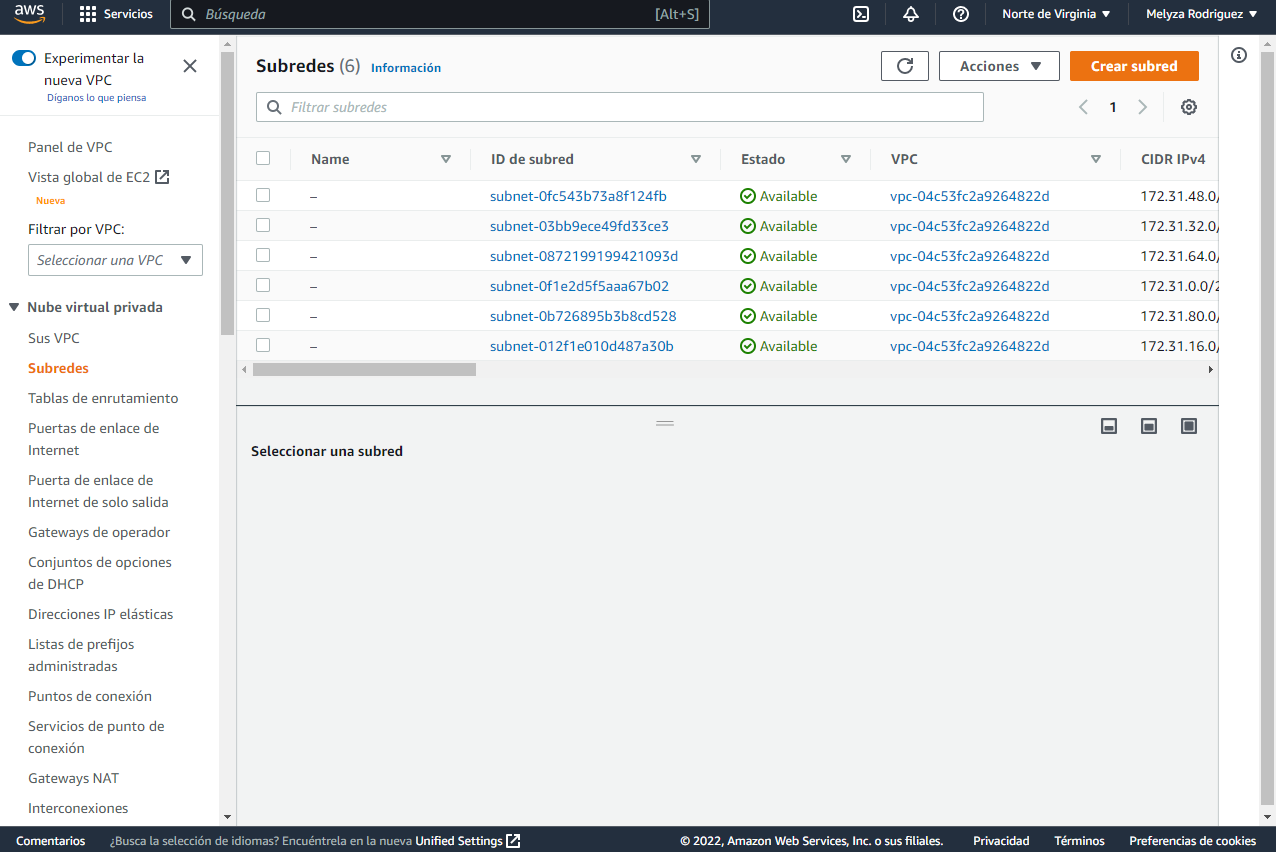 aws
Servicios
Búsqueda
[Alt+S]
Norte de Virginia
Melyza Rodriguez
Experimentar la
nueva VPC
Díganos lo que piensa
Panel de VPC
Vista global de EC2
Nueva
Filtrar por VPC:
Seleccionar una VPC
Nube virtual privada
Sus VPC
Subredes
Tablas de enrutamiento
Puertas de enlace de
Internet
Puerta de enlace de
Internet de solo salida
Gateways de operador
Conjuntos de opciones
de DHCP
Direcciones IP elásticas
Listas de prefijos
administradas
Puntos de conexión
Servicios de punto de
conexión
Gateways NAT
Interconexiones
Subredes (6) Información
Acciones
Crear subred
Filtrar subredes
1
Name ID de subred Estado VPC CIDR IPv4
– subnet-0fc543b73a8f124fb Available vpc-04c53fc2a9264822d 172.31.48.0/
– subnet-03bb9ece49fd33ce3 Available vpc-04c53fc2a9264822d 172.31.32.0/
– subnet-0872199199421093d Available vpc-04c53fc2a9264822d 172.31.64.0/
– subnet-0f1e2d5f5aaa67b02 Available vpc-04c53fc2a9264822d 172.31.0.0/2
– subnet-0b726895b3b8cd528 Available vpc-04c53fc2a9264822d 172.31.80.0/
– subnet-012f1e010d487a30b Available vpc-04c53fc2a9264822d 172.31.16.0/
Seleccionar una subred
Comentarios ¿Busca la selección de idiomas? Encuéntrela en la nueva Unified Settings © 2022, Amazon Web Services, Inc. o sus filiales. Privacidad Términos Preferencias de cookies